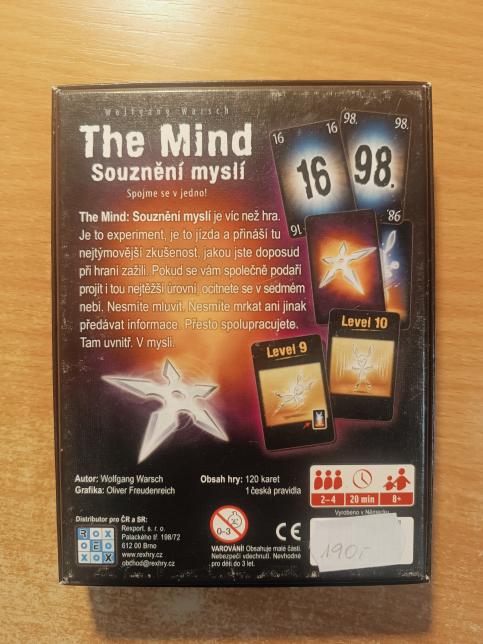 Wolfgang Warsch
The Mind
Souznění myslí
Spojme se v jedno!
The Mind: Souznění myslí je víc než hra.
Je to experiment, je to jízda a přináší tu
nejtýmovější zkušenost, jakou jste doposud
při hraní zažili. Pokud se vám společně podaří
projít i tou nejtěžší úrovní, ocitnete se v sedmém
nebi. Nesmíte mluvit. Nesmíte mrkat ani jinak
předávat informace. Přesto spolupracujete.
Tam uvnitř. V mysli.
16
16
16
98.
98.
98.
98.
Level 9
Level 10
Autor: Wolfgang Warsch
Grafika: Oliver Freudenreich
Obsah hry: 120 karet
1 česká pravidla
2–4
20 min
8+
Vyrobeno v Německu
Distributor pro ČR a SR:
Rexport, s. r. o.
Palackého tř. 198/72
612 00 Brno
www.rexhry.cz
obchod@rexhry.cz
REX
0-3
VAROVÁNÍ! Obsahuje malé části.
Nebezpečí vdechnutí. Nevhodné
pro děti do 3 let.
CE
190,-